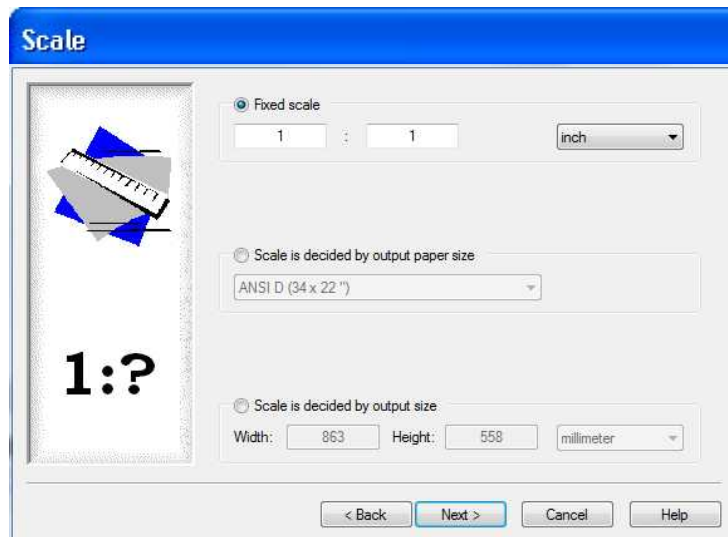 Scale
Fixed scale
1 : 1 inch
Scale is decided by output paper size
ANSI D (34 x 22 ")
1:?
Scale is decided by output size
Width: 863 Height: 558 millimeter
< Back Next > Cancel Help